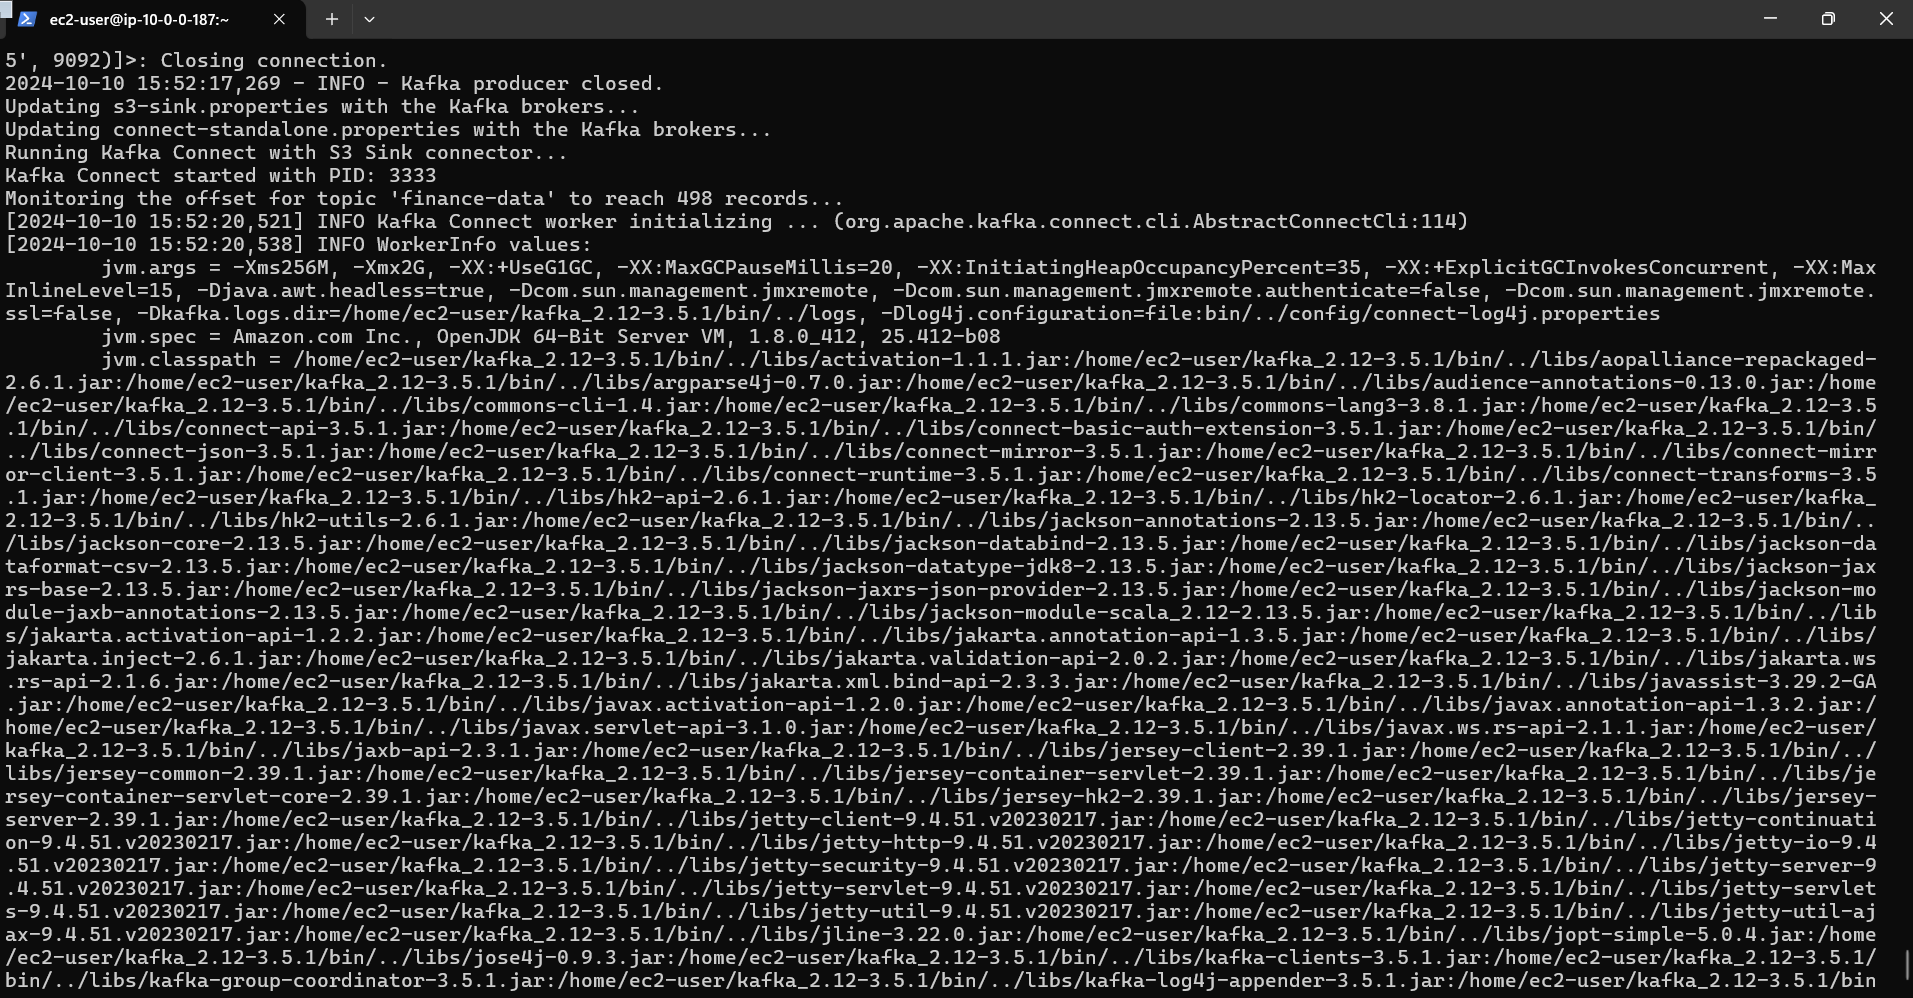 ec2-user@ip-10-0-0-187:~
5', 9092)]>: Closing connection.
2024-10-10 15:52:17,269 - INFO - Kafka producer closed.
Updating s3-sink.properties with the Kafka brokers...
Updating connect-standalone.properties with the Kafka brokers...
Running Kafka Connect with S3 Sink connector...
Kafka Connect started with PID: 3333
Monitoring the offset for topic 'finance-data' to reach 498 records...
[2024-10-10 15:52:20,521] INFO Kafka Connect worker initializing ... (org.apache.kafka.connect.cli.AbstractConnectCli:114)
[2024-10-10 15:52:20,538] INFO WorkerInfo values:
jvm.args = -Xms256M, -Xmx2G, -XX:+UseG1GC, -XX:MaxGCPauseMillis=20, -XX:InitiatingHeapOccupancyPercent=35, -XX:+ExplicitGCInvokesConcurrent, -XX:Max
InlineLevel=15, -Djava.awt.headless=true, -Dcom.sun.management.jmxremote, -Dcom.sun.management.jmxremote.authenticate=false, -Dcom.sun.management.jmxremote.
ssl=false, -Dkafka.logs.dir=/home/ec2-user/kafka_2.12-3.5.1/bin/../logs, -Dlog4j.configuration=file:bin/../config/connect-log4j.properties
jvm.spec = Amazon.com Inc., OpenJDK 64-Bit Server VM, 1.8.0_412, 25.412-b08
jvm.classpath = /home/ec2-user/kafka_2.12-3.5.1/bin/../libs/activation-1.1.1.jar:/home/ec2-user/kafka_2.12-3.5.1/bin/../libs/aopalliance-repackaged-
2.6.1.jar:/home/ec2-user/kafka_2.12-3.5.1/bin/../libs/argparse4j-0.7.0.jar:/home/ec2-user/kafka_2.12-3.5.1/bin/../libs/audience-annotations-0.13.0.jar:/home
/ec2-user/kafka_2.12-3.5.1/bin/../libs/commons-cli-1.4.jar:/home/ec2-user/kafka_2.12-3.5.1/bin/../libs/commons-lang3-3.8.1.jar:/home/ec2-user/kafka_2.12-3.5
.1/bin/../libs/connect-api-3.5.1.jar:/home/ec2-user/kafka_2.12-3.5.1/bin/../libs/connect-basic-auth-extension-3.5.1.jar:/home/ec2-user/kafka_2.12-3.5.1/bin/
../libs/connect-json-3.5.1.jar:/home/ec2-user/kafka_2.12-3.5.1/bin/../libs/connect-mirror-3.5.1.jar:/home/ec2-user/kafka_2.12-3.5.1/bin/../libs/connect-mirr
or-client-3.5.1.jar:/home/ec2-user/kafka_2.12-3.5.1/bin/../libs/connect-runtime-3.5.1.jar:/home/ec2-user/kafka_2.12-3.5.1/bin/../libs/connect-transforms-3.5
.1.jar:/home/ec2-user/kafka_2.12-3.5.1/bin/../libs/hk2-api-2.6.1.jar:/home/ec2-user/kafka_2.12-3.5.1/bin/../libs/hk2-locator-2.6.1.jar:/home/ec2-user/kafka_
2.12-3.5.1/bin/../libs/hk2-utils-2.6.1.jar:/home/ec2-user/kafka_2.12-3.5.1/bin/../libs/jackson-annotations-2.13.5.jar:/home/ec2-user/kafka_2.12-3.5.1/bin/..
/libs/jackson-core-2.13.5.jar:/home/ec2-user/kafka_2.12-3.5.1/bin/../libs/jackson-databind-2.13.5.jar:/home/ec2-user/kafka_2.12-3.5.1/bin/../libs/jackson-da
taformat-csv-2.13.5.jar:/home/ec2-user/kafka_2.12-3.5.1/bin/../libs/jackson-datatype-jdk8-2.13.5.jar:/home/ec2-user/kafka_2.12-3.5.1/bin/../libs/jackson-jax
rs-base-2.13.5.jar:/home/ec2-user/kafka_2.12-3.5.1/bin/../libs/jackson-jaxrs-json-provider-2.13.5.jar:/home/ec2-user/kafka_2.12-3.5.1/bin/../libs/jackson-mo
dule-jaxb-annotations-2.13.5.jar:/home/ec2-user/kafka_2.12-3.5.1/bin/../libs/jackson-module-scala_2.12-2.13.5.jar:/home/ec2-user/kafka_2.12-3.5.1/bin/../lib
s/jakarta.activation-api-1.2.2.jar:/home/ec2-user/kafka_2.12-3.5.1/bin/../libs/jakarta.annotation-api-1.3.5.jar:/home/ec2-user/kafka_2.12-3.5.1/bin/../libs/
jakarta.inject-2.6.1.jar:/home/ec2-user/kafka_2.12-3.5.1/bin/../libs/jakarta.validation-api-2.0.2.jar:/home/ec2-user/kafka_2.12-3.5.1/bin/../libs/jakarta.ws
.rs-api-2.1.6.jar:/home/ec2-user/kafka_2.12-3.5.1/bin/../libs/jakarta.xml.bind-api-2.3.3.jar:/home/ec2-user/kafka_2.12-3.5.1/bin/../libs/javassist-3.29.2-GA
.jar:/home/ec2-user/kafka_2.12-3.5.1/bin/../libs/javax.activation-api-1.2.0.jar:/home/ec2-user/kafka_2.12-3.5.1/bin/../libs/javax.annotation-api-1.3.2.jar:/
home/ec2-user/kafka_2.12-3.5.1/bin/../libs/javax.servlet-api-3.1.0.jar:/home/ec2-user/kafka_2.12-3.5.1/bin/../libs/javax.ws.rs-api-2.1.1.jar:/home/ec2-user/
kafka_2.12-3.5.1/bin/../libs/jaxb-api-2.3.1.jar:/home/ec2-user/kafka_2.12-3.5.1/bin/../libs/jersey-client-2.39.1.jar:/home/ec2-user/kafka_2.12-3.5.1/bin/../
libs/jersey-common-2.39.1.jar:/home/ec2-user/kafka_2.12-3.5.1/bin/../libs/jersey-container-servlet-2.39.1.jar:/home/ec2-user/kafka_2.12-3.5.1/bin/../libs/je
rsey-container-servlet-core-2.39.1.jar:/home/ec2-user/kafka_2.12-3.5.1/bin/../libs/jersey-hk2-2.39.1.jar:/home/ec2-user/kafka_2.12-3.5.1/bin/../libs/jersey-
server-2.39.1.jar:/home/ec2-user/kafka_2.12-3.5.1/bin/../libs/jetty-client-9.4.51.v20230217.jar:/home/ec2-user/kafka_2.12-3.5.1/bin/../libs/jetty-continuati
on-9.4.51.v20230217.jar:/home/ec2-user/kafka_2.12-3.5.1/bin/../libs/jetty-http-9.4.51.v20230217.jar:/home/ec2-user/kafka_2.12-3.5.1/bin/../libs/jetty-io-9.4
.51.v20230217.jar:/home/ec2-user/kafka_2.12-3.5.1/bin/../libs/jetty-security-9.4.51.v20230217.jar:/home/ec2-user/kafka_2.12-3.5.1/bin/../libs/jetty-server-9
.4.51.v20230217.jar:/home/ec2-user/kafka_2.12-3.5.1/bin/../libs/jetty-servlet-9.4.51.v20230217.jar:/home/ec2-user/kafka_2.12-3.5.1/bin/../libs/jetty-servlet
s-9.4.51.v20230217.jar:/home/ec2-user/kafka_2.12-3.5.1/bin/../libs/jetty-util-9.4.51.v20230217.jar:/home/ec2-user/kafka_2.12-3.5.1/bin/../libs/jetty-util-aj
ax-9.4.51.v20230217.jar:/home/ec2-user/kafka_2.12-3.5.1/bin/../libs/jline-3.22.0.jar:/home/ec2-user/kafka_2.12-3.5.1/bin/../libs/jopt-simple-5.0.4.jar:/home
/ec2-user/kafka_2.12-3.5.1/bin/../libs/jose4j-0.9.3.jar:/home/ec2-user/kafka_2.12-3.5.1/bin/../libs/kafka-clients-3.5.1.jar:/home/ec2-user/kafka_2.12-3.5.1/
bin/../libs/kafka-group-coordinator-3.5.1.jar:/home/ec2-user/kafka_2.12-3.5.1/bin/../libs/kafka-log4j-appender-3.5.1.jar:/home/ec2-user/kafka_2.12-3.5.1/bin